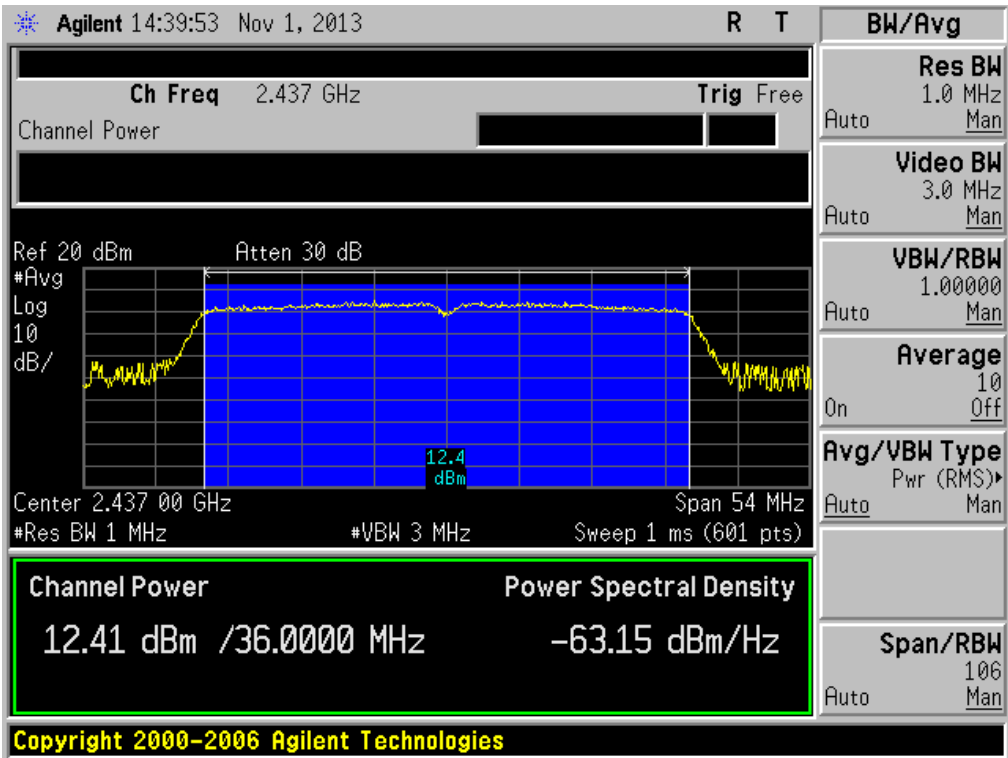 Agilent 14:39:53 Nov 1, 2013 R T
Ch Freq 2.437 GHz Trig Free
Channel Power
Ref 20 dBm Atten 30 dB
#Avg
Log
10
dB/
12.4
dBm
Center 2.437 00 GHz Span 54 MHz
#Res BW 1 MHz #VBW 3 MHz Sweep 1 ms (601 pts)
Channel Power Power Spectral Density
12.41 dBm /36.0000 MHz -63.15 dBm/Hz
Copyright 2000-2006 Agilent Technologies
BW/Avg
Res BW
1.0 MHz
Auto Man
Video BW
3.0 MHz
Auto Man
VBW/RBW
1.00000
Auto Man
Average
10
On Off
Avg/VBW Type
Pwr (RMS)▸
Auto Man
Span/RBW
106
Auto Man